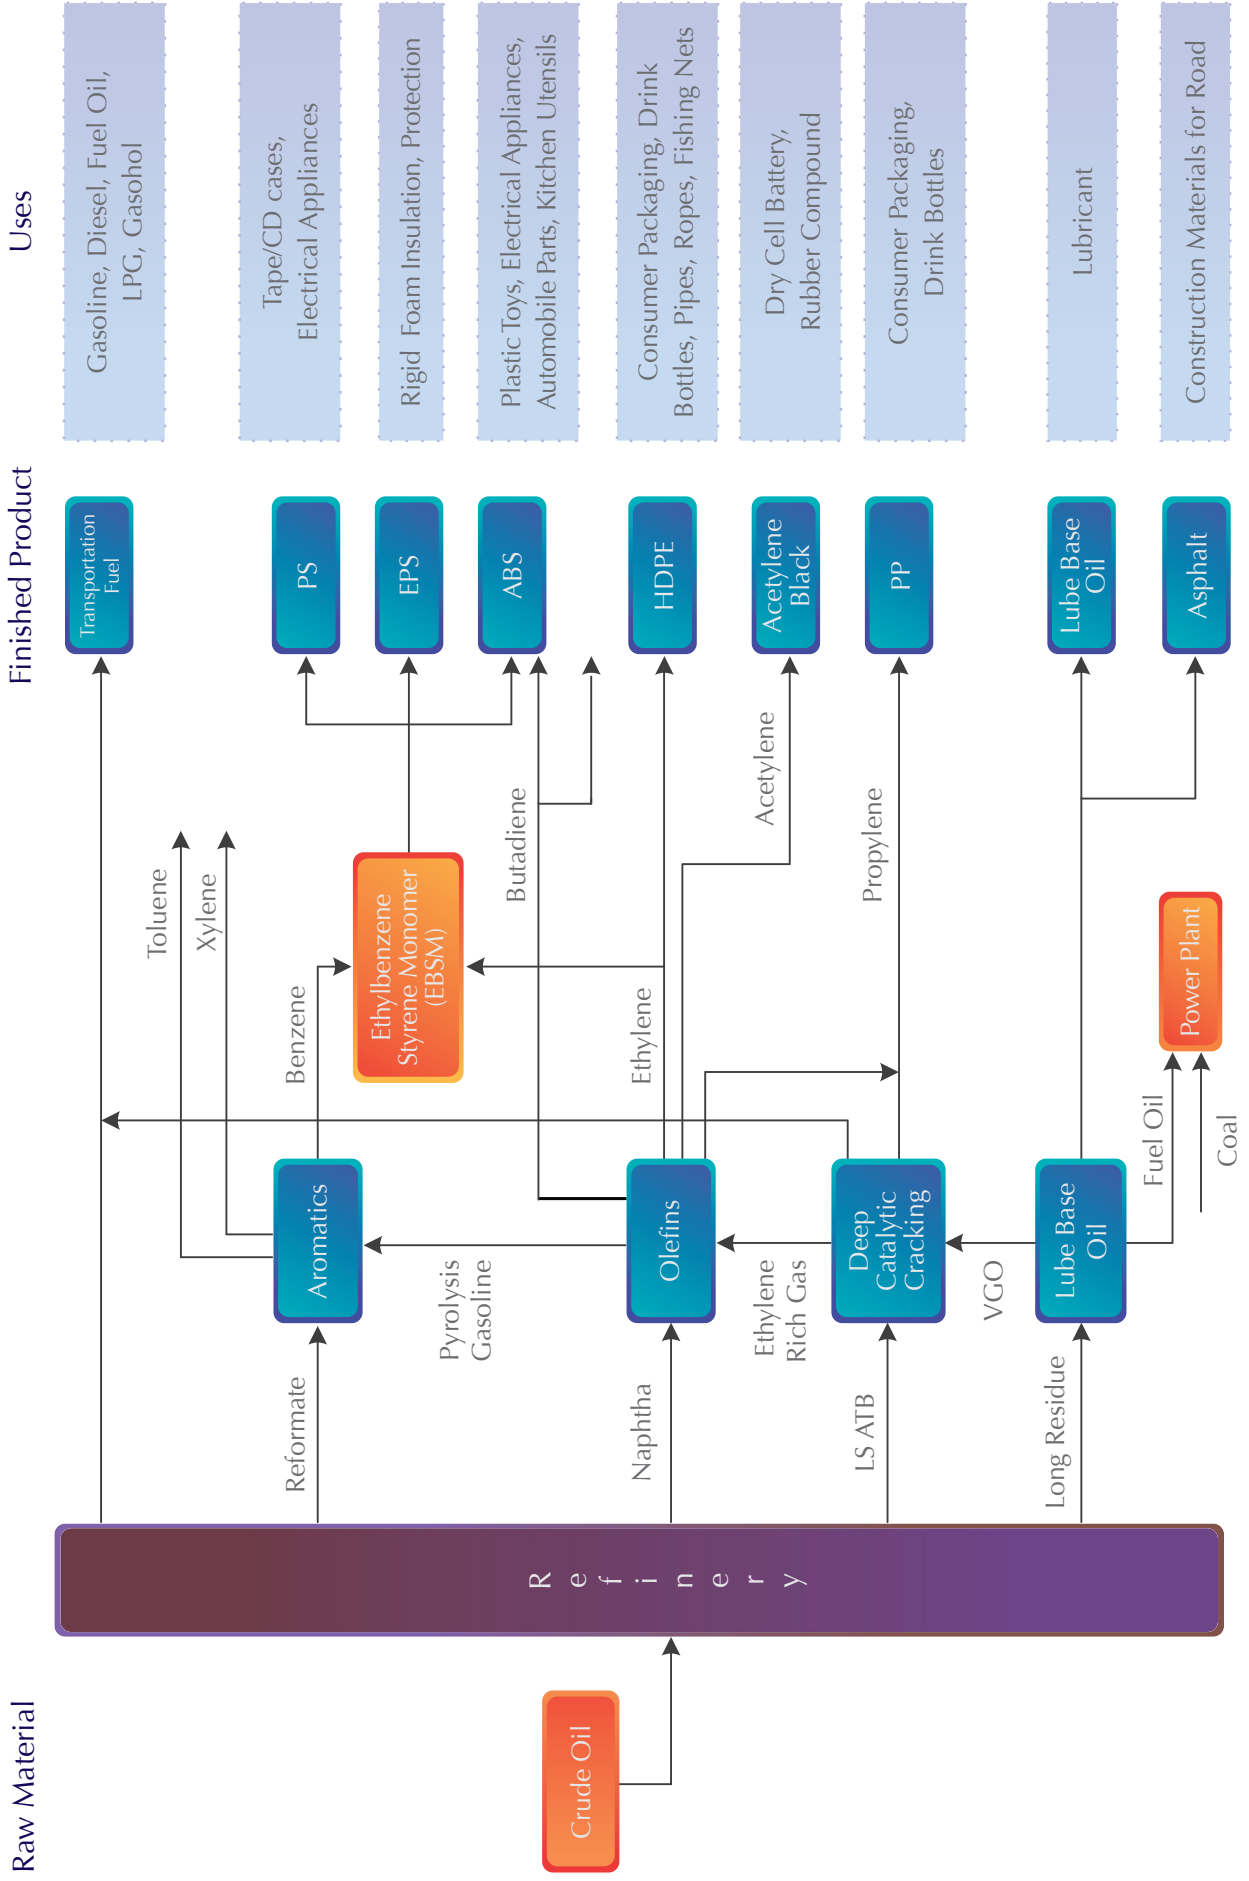 Raw Material
Finished Product
Uses
Crude Oil
Refinery
Reformate
Naphtha
LS ATB
Long Residue
Aromatics
Pyrolysis
Gasoline
Olefins
Ethylene
Rich Gas
Deep
Catalytic
Cracking
VGO
Lube Base
Oil
Toluene
Xylene
Benzene
Ethylbenzene
Styrene Monomer
(EBSM)
Butadiene
Ethylene
Acetylene
Propylene
Fuel Oil
Coal
Power Plant
Transportation
Fuel
PS
EPS
ABS
HDPE
Acetylene
Black
PP
Lube Base
Oil
Asphalt
Gasoline, Diesel, Fuel Oil,
LPG, Gasohol
Tape/CD cases,
Electrical Appliances
Rigid Foam Insulation, Protection
Plastic Toys, Electrical Appliances,
Automobile Parts, Kitchen Utensils
Consumer Packaging, Drink
Bottles, Pipes, Ropes, Fishing Nets
Dry Cell Battery,
Rubber Compound
Consumer Packaging,
Drink Bottles
Lubricant
Construction Materials for Road